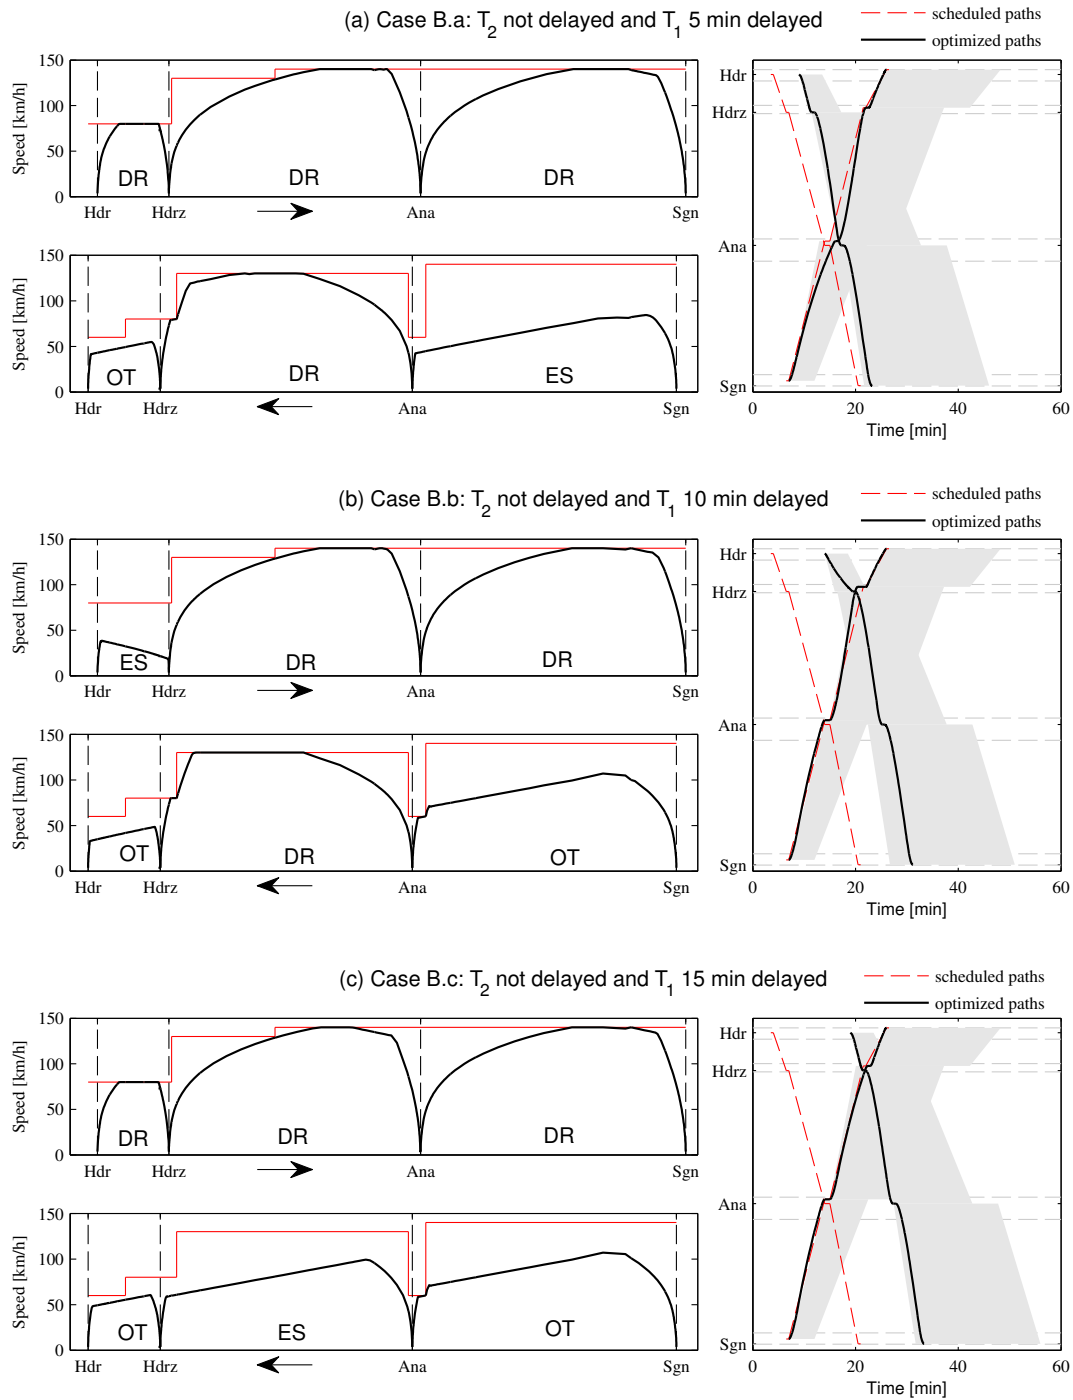 (a) Case B.a: T2 not delayed and T1 5 min delayed
scheduled paths
optimized paths
150
100
50
0
Speed [km/h]
DR
DR
DR
Hdr
Hdrz
Ana
Sgn
150
100
50
0
Speed [km/h]
OT
DR
ES
Hdr
Hdrz
Ana
Sgn
Hdr
Hdrz
Ana
Sgn
0
20
40
60
Time [min]
(b) Case B.b: T2 not delayed and T1 10 min delayed
scheduled paths
optimized paths
150
100
50
0
Speed [km/h]
ES
DR
DR
Hdr
Hdrz
Ana
Sgn
150
100
50
0
Speed [km/h]
OT
DR
OT
Hdr
Hdrz
Ana
Sgn
Hdr
Hdrz
Ana
Sgn
0
20
40
60
Time [min]
(c) Case B.c: T2 not delayed and T1 15 min delayed
scheduled paths
optimized paths
150
100
50
0
Speed [km/h]
DR
DR
DR
Hdr
Hdrz
Ana
Sgn
150
100
50
0
Speed [km/h]
OT
ES
OT
Hdr
Hdrz
Ana
Sgn
Hdr
Hdrz
Ana
Sgn
0
20
40
60
Time [min]